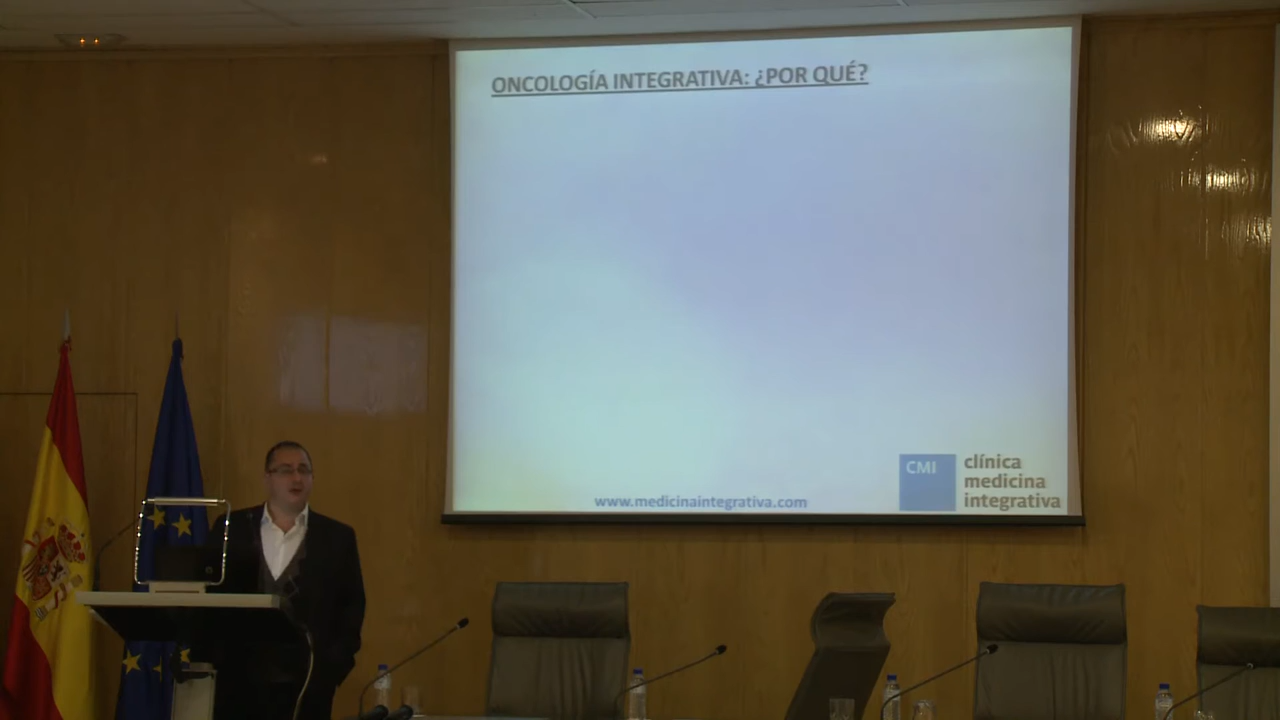 ONCOLOGÍA INTEGRATIVA: ¿POR QUÉ?
www.medicinaintegrativa.com
CMI
clínica
medicina
integrativa